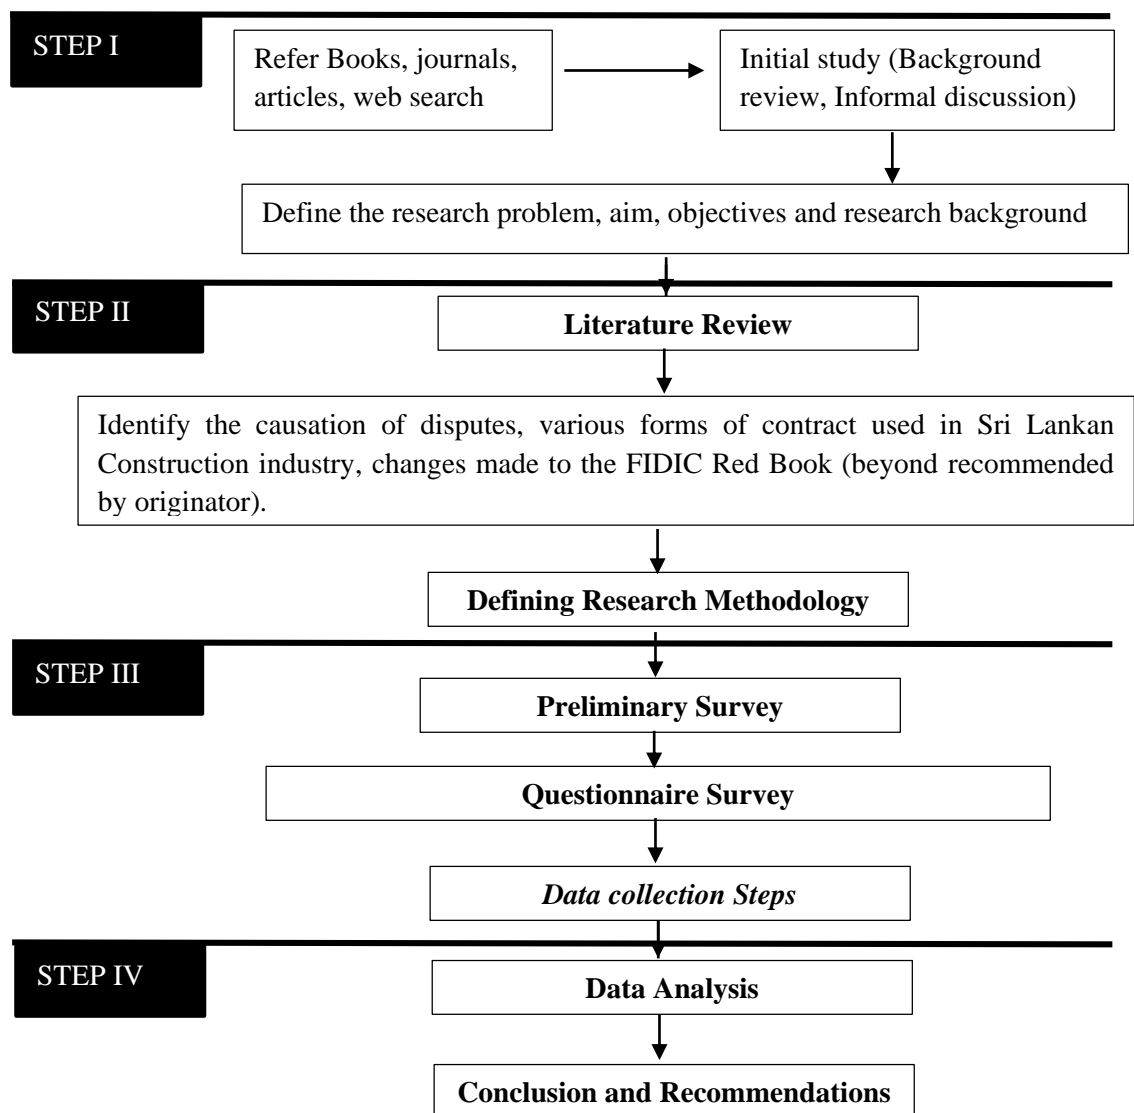 STEP I
Refer Books, journals,
articles, web search
Initial study (Background
review, Informal discussion)
Define the research problem, aim, objectives and research background
STEP II
Literature Review
Identify the causation of disputes, various forms of contract used in Sri Lankan
Construction industry, changes made to the FIDIC Red Book (beyond recommended
by originator).
Defining Research Methodology
STEP III
Preliminary Survey
Questionnaire Survey
Data collection Steps
STEP IV
Data Analysis
Conclusion and Recommendations